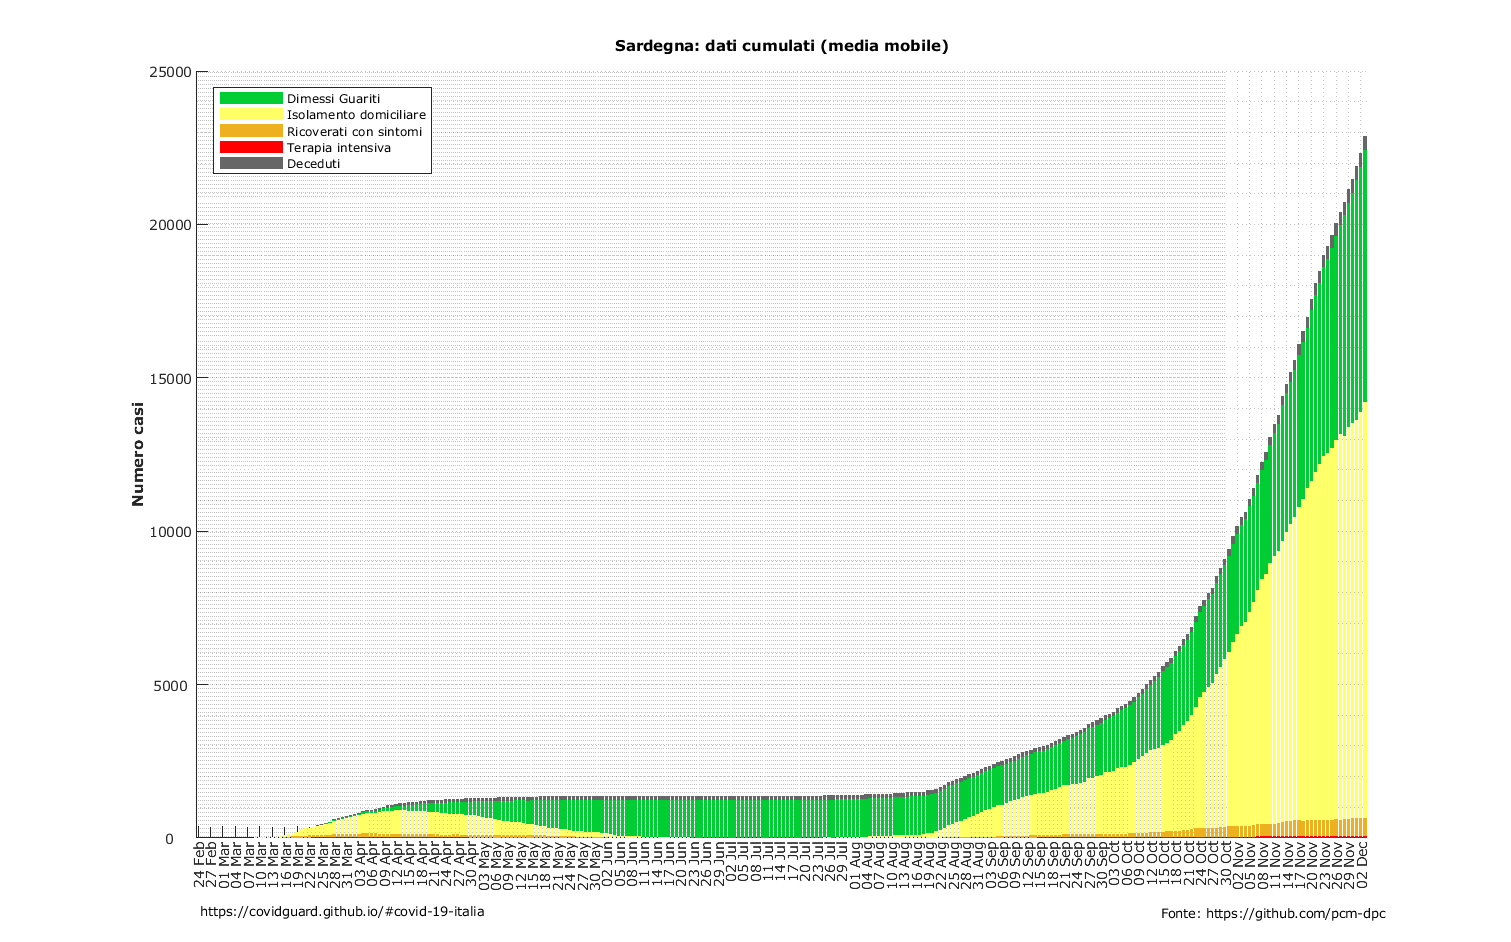 Sardegna: dati cumulati (media mobile)
25000
20000
15000
10000
5000
0
Numero casi
Dimessi Guariti
Isolamento domiciliare
Ricoverati con sintomi
Terapia intensiva
Deceduti
24 Feb
27 Feb
01 Mar
04 Mar
07 Mar
10 Mar
13 Mar
16 Mar
19 Mar
22 Mar
25 Mar
28 Mar
31 Mar
03 Apr
06 Apr
09 Apr
12 Apr
15 Apr
18 Apr
21 Apr
24 Apr
27 Apr
30 Apr
03 May
06 May
09 May
12 May
15 May
18 May
21 May
24 May
27 May
30 May
02 Jun
05 Jun
08 Jun
11 Jun
14 Jun
17 Jun
20 Jun
23 Jun
26 Jun
29 Jun
02 Jul
05 Jul
08 Jul
11 Jul
14 Jul
17 Jul
20 Jul
23 Jul
26 Jul
29 Jul
01 Aug
04 Aug
07 Aug
10 Aug
13 Aug
16 Aug
19 Aug
22 Aug
25 Aug
28 Aug
31 Aug
03 Sep
06 Sep
09 Sep
12 Sep
15 Sep
18 Sep
21 Sep
24 Sep
27 Sep
30 Sep
03 Oct
06 Oct
09 Oct
12 Oct
15 Oct
18 Oct
21 Oct
24 Oct
27 Oct
30 Oct
02 Nov
05 Nov
08 Nov
11 Nov
14 Nov
17 Nov
20 Nov
23 Nov
26 Nov
29 Nov
02 Dec
https://covidguard.github.io/#covid-19-italia
Fonte: https://github.com/pcm-dpc